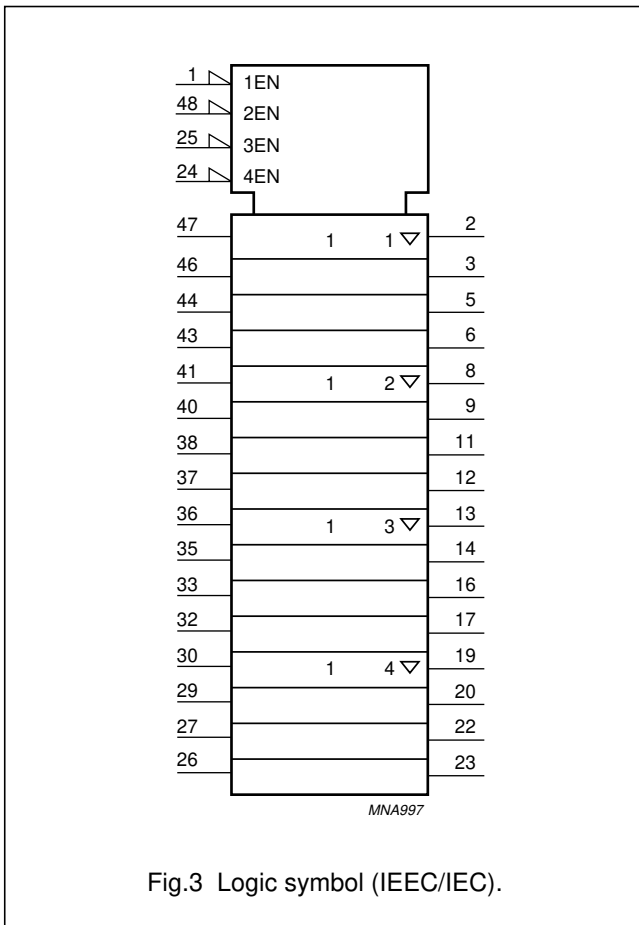 1 1EN
48 2EN
25 3EN
24 4EN
47 1 1 2
46 3
44 5
43 6
41 1 2 8
40 9
38 11
37 12
36 1 3 13
35 14
33 16
32 17
30 1 4 19
29 20
27 22
26 23
MNA997
Fig.3 Logic symbol (IEEC/IEC).